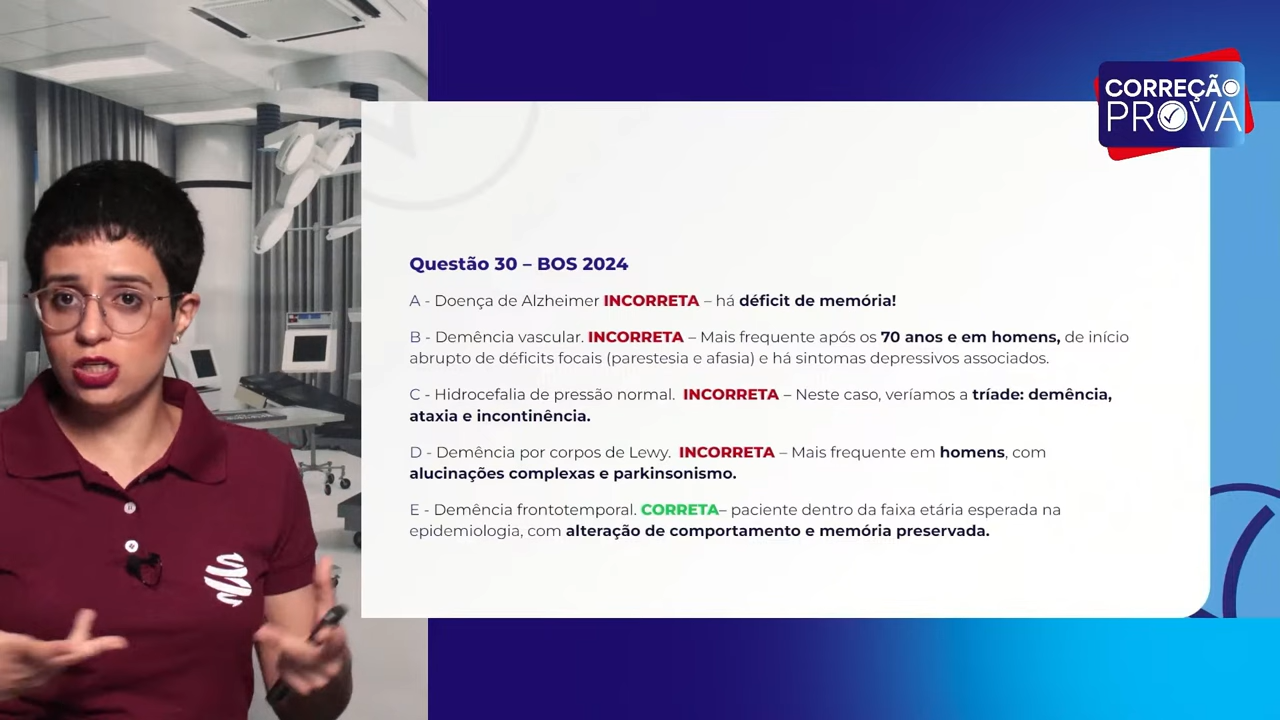 CORREÇÃO
PROVA
Questão 30 – BOS 2024
A - Doença de Alzheimer INCORRETA – há déficit de memória!
B - Demência vascular. INCORRETA – Mais frequente após os 70 anos e em homens, de início
abrupto de déficits focais (parestesia e afasia) e há sintomas depressivos associados.
C - Hidrocefalia de pressão normal. INCORRETA – Neste caso, veríamos a tríade: demência,
ataxia e incontinência.
D - Demência por corpos de Lewy. INCORRETA – Mais frequente em homens, com
alucinações complexas e parkinsonismo.
E - Demência frontotemporal. CORRETA– paciente dentro da faixa etária esperada na
epidemiologia, com alteração de comportamento e memória preservada.